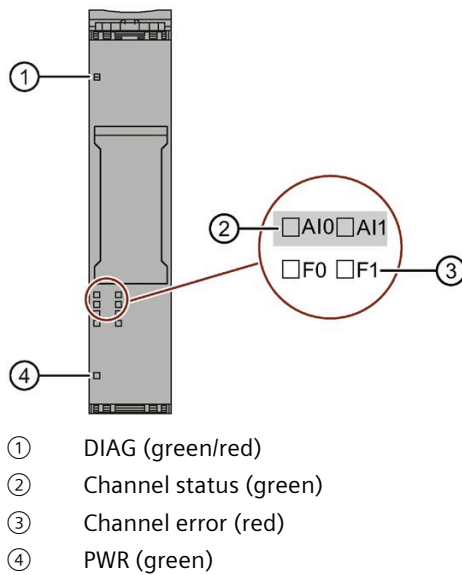 ①
② AI0 AI1
F0 F1 ③
④
① DIAG (green/red)
② Channel status (green)
③ Channel error (red)
④ PWR (green)